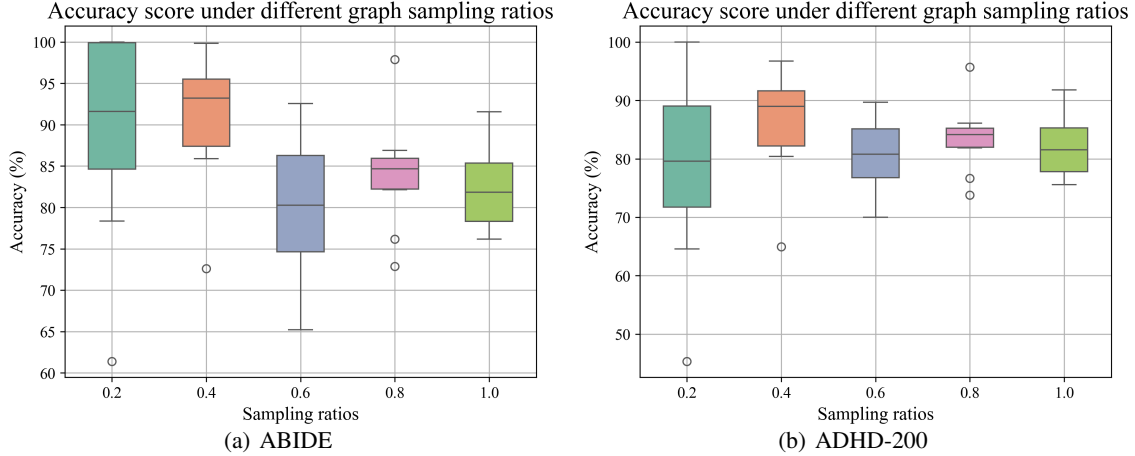 Accuracy score under different graph sampling ratios
100
95
90
85
80
75
70
65
60
Accuracy (%)
0.2 0.4 0.6 0.8 1.0
Sampling ratios
(a) ABIDE
Accuracy score under different graph sampling ratios
100
90
80
70
60
50
Accuracy (%)
0.2 0.4 0.6 0.8 1.0
Sampling ratios
(b) ADHD-200